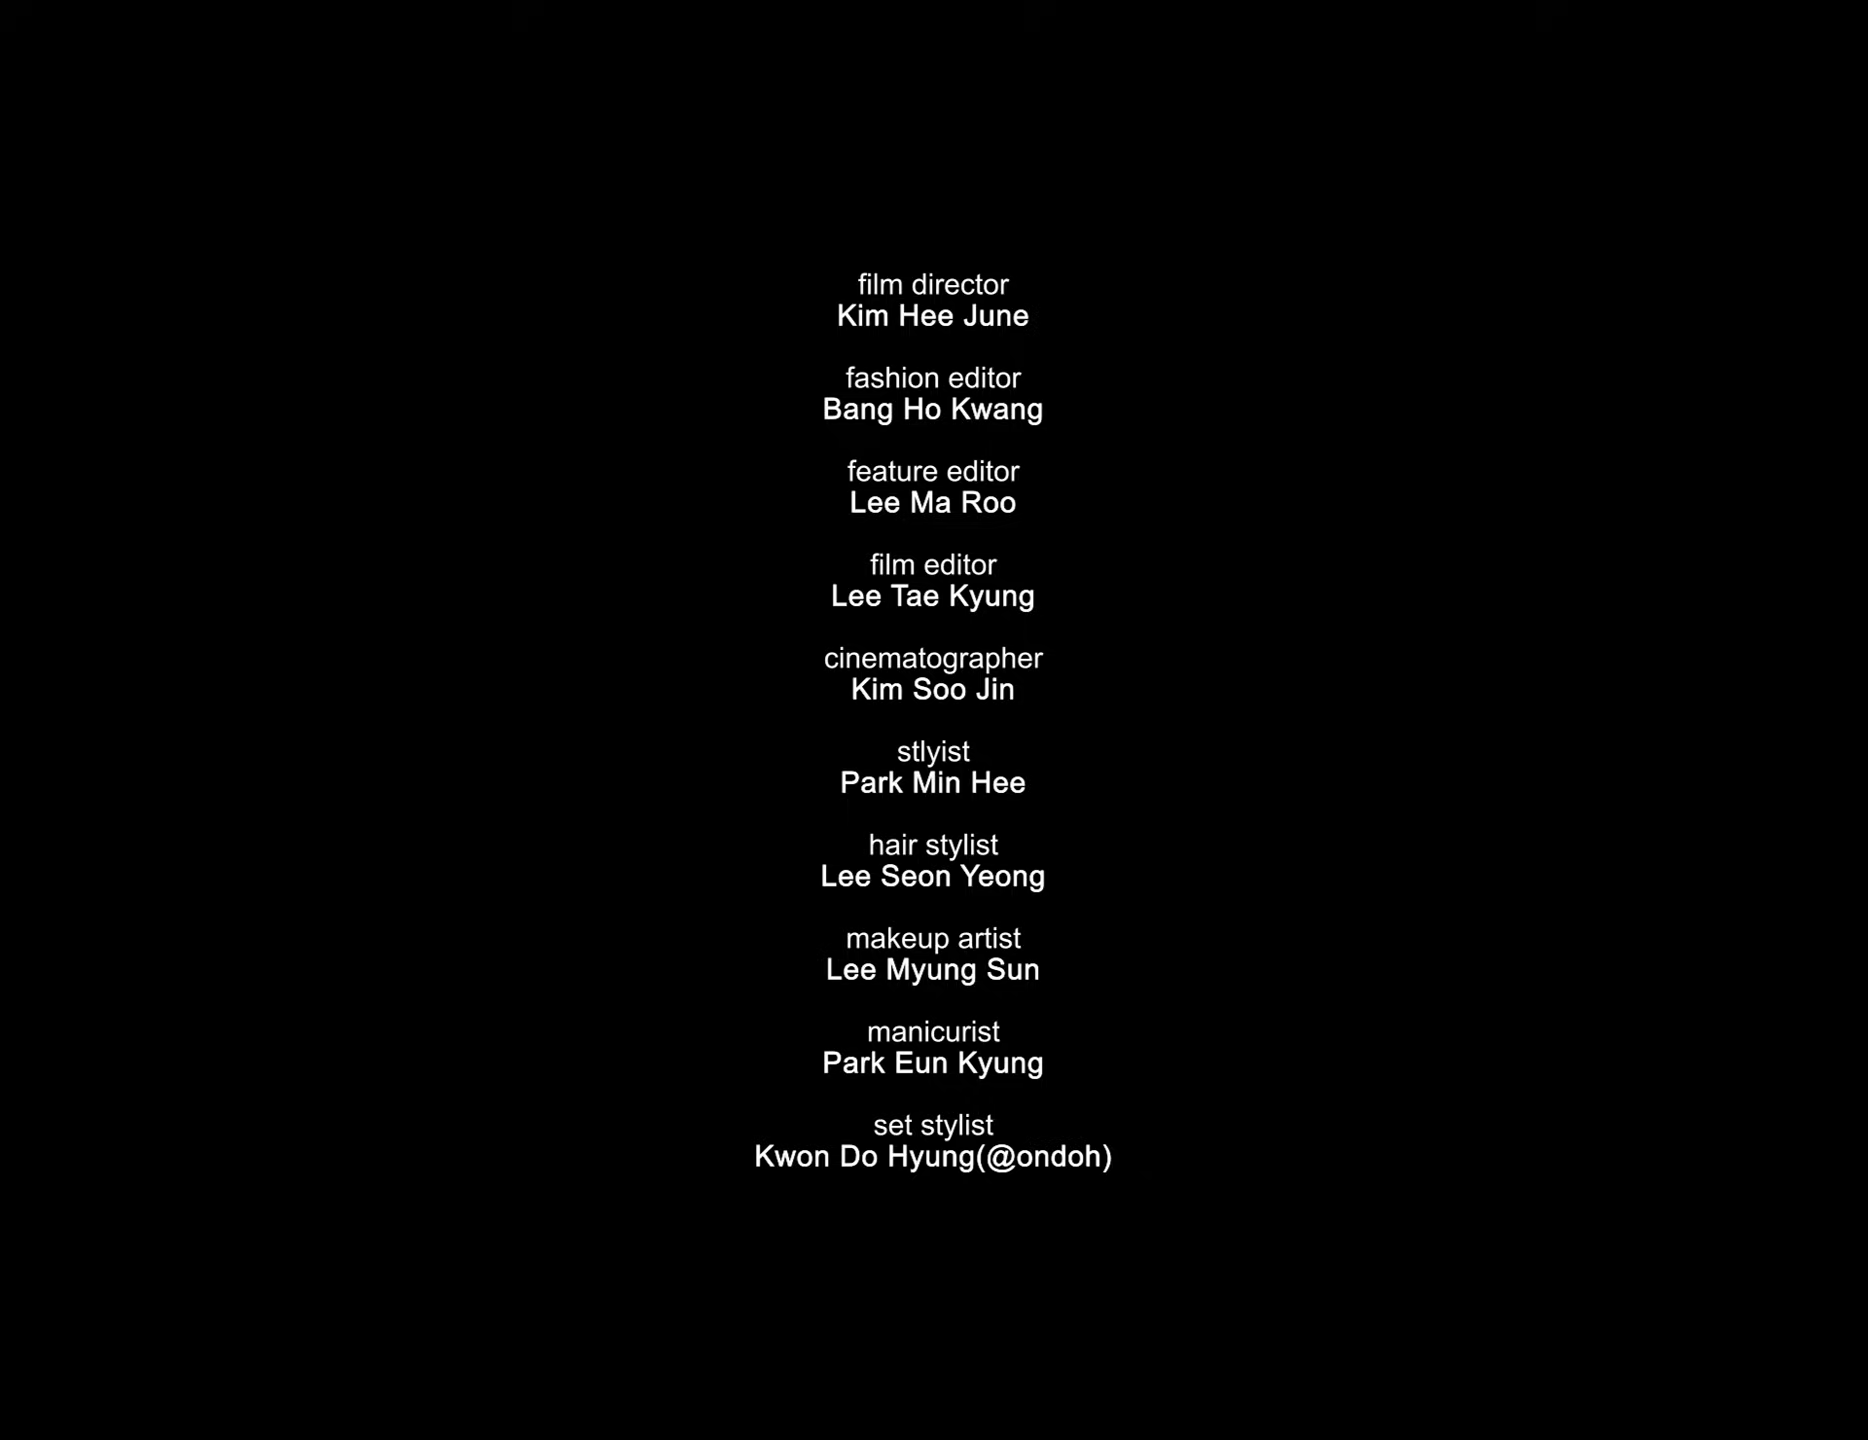 film director
Kim Hee June
fashion editor
Bang Ho Kwang
feature editor
Lee Ma Roo
film editor
Lee Tae Kyung
cinematographer
Kim Soo Jin
stlyist
Park Min Hee
hair stylist
Lee Seon Yeong
makeup artist
Lee Myung Sun
manicurist
Park Eun Kyung
set stylist
Kwon Do Hyung(@ondoh)